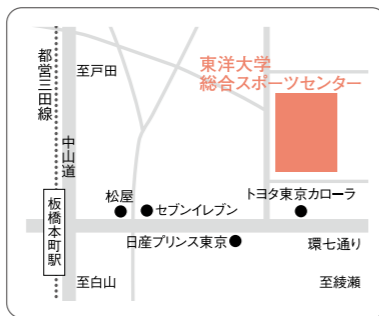 都営三田線
至戸田
東洋大学
総合スポーツセンター
中山道
板橋本町駅
松屋
セブンイレブン
トヨタ東京カローラ
日産プリンス東京
環七通り
至白山
至綾瀬